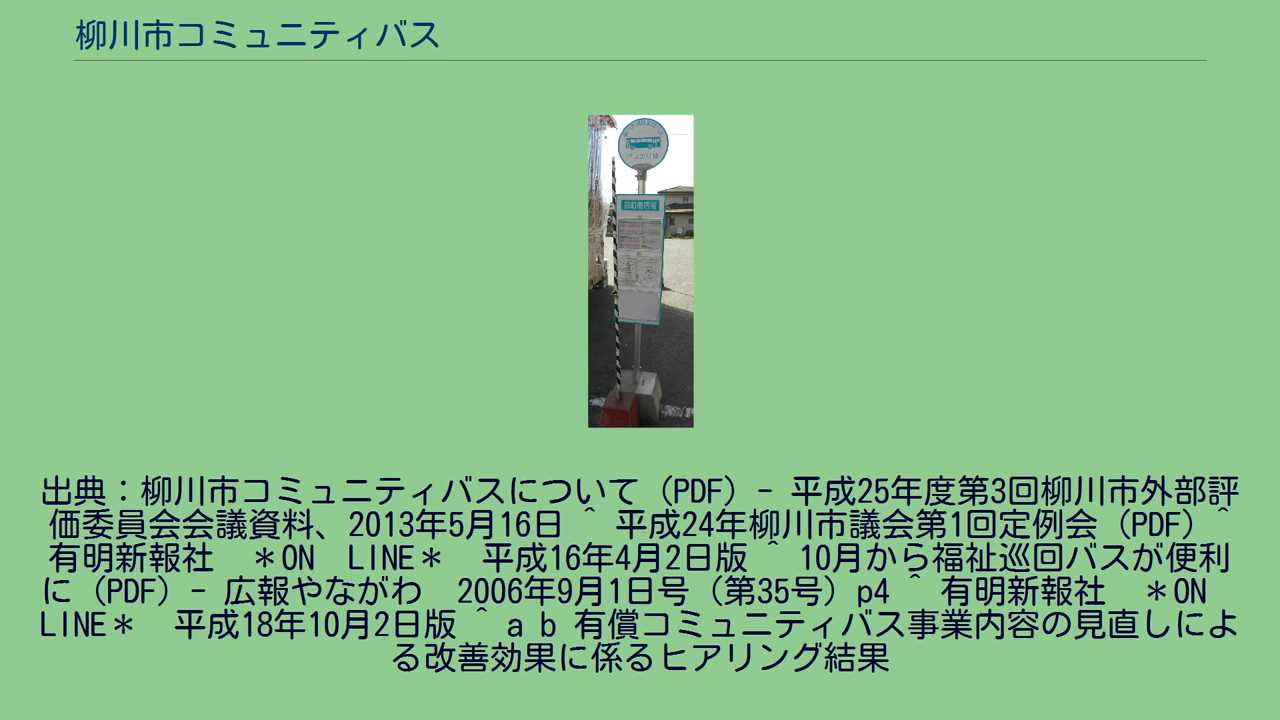 柳川市コミュニティバス
出典：柳川市コミュニティバスについて（PDF）- 平成25年度第3回柳川市外部評
価委員会会議資料、2013年5月16日 ^ 平成24年柳川市議会第1回定例会（PDF）^
有明新報社　＊ON　LINE＊　平成16年4月2日版 ^ 10月から福祉巡回バスが便利
に（PDF）- 広報やながわ　2006年9月1日号（第35号）p4 ^ 有明新報社　＊ON
LINE＊　平成18年10月2日版 ^ a b 有償コミュニティバス事業内容の見直しによ
る改善効果に係るヒアリング結果